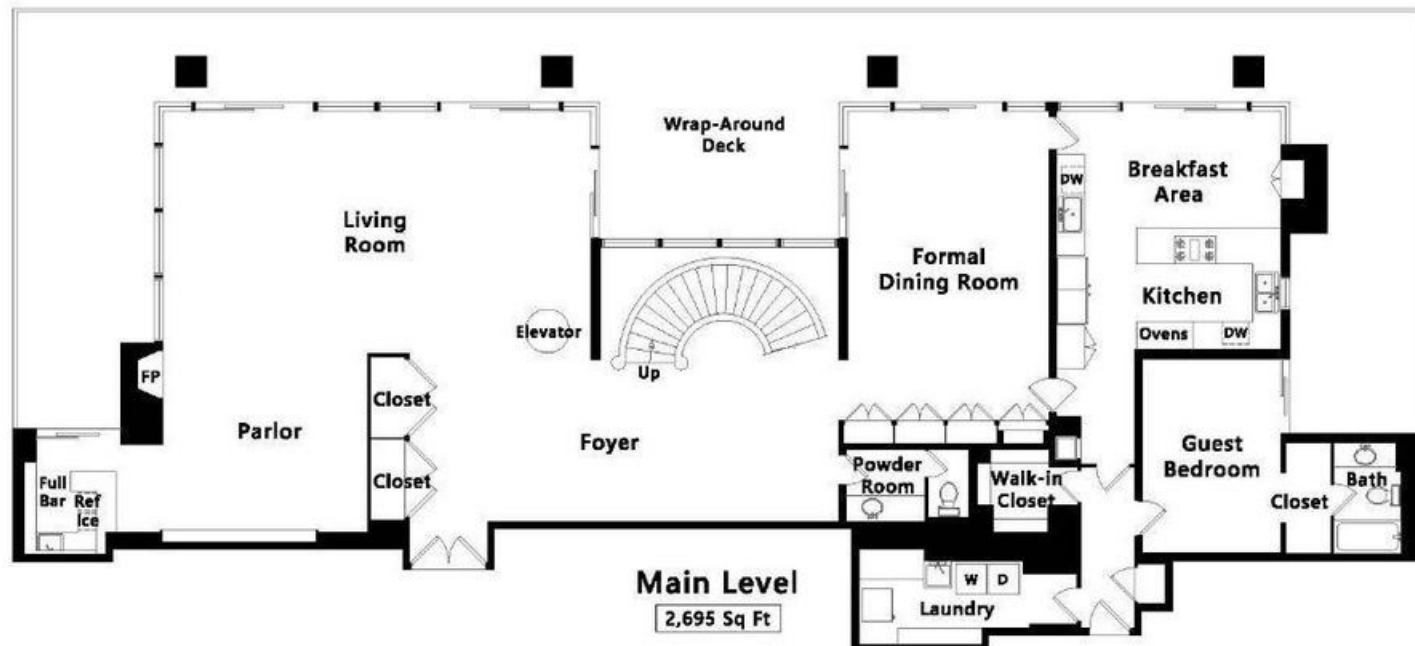 Wrap-Around
Deck
Living
Room
Elevator
Up
Formal
Dining Room
DW
Breakfast
Area
Kitchen
Ovens
DW
FP
Parlor
Closet
Closet
Foyer
Full
Bar
Ref
Ice
Powder
Room
Walk-in
Closet
Guest
Bedroom
Closet
Bath
Main Level
2,695 Sq Ft
W
D
Laundry